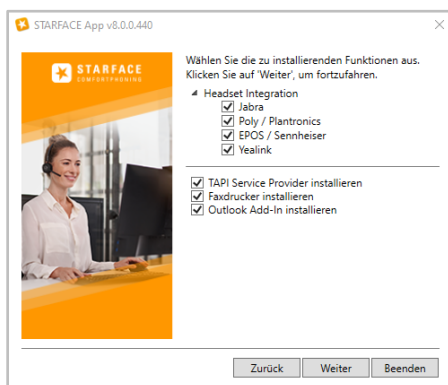 STARFACE App v8.0.0.440
STARFACE
COMFORTPHONING
Wählen Sie die zu installierenden Funktionen aus.
Klicken Sie auf 'Weiter', um fortzufahren.
Headset Integration
Jabra
Poly / Plantronics
EPOS / Sennheiser
Yealink
TAPI Service Provider installieren
Faxdrucker installieren
Outlook Add-In installieren
Zurück
Weiter
Beenden